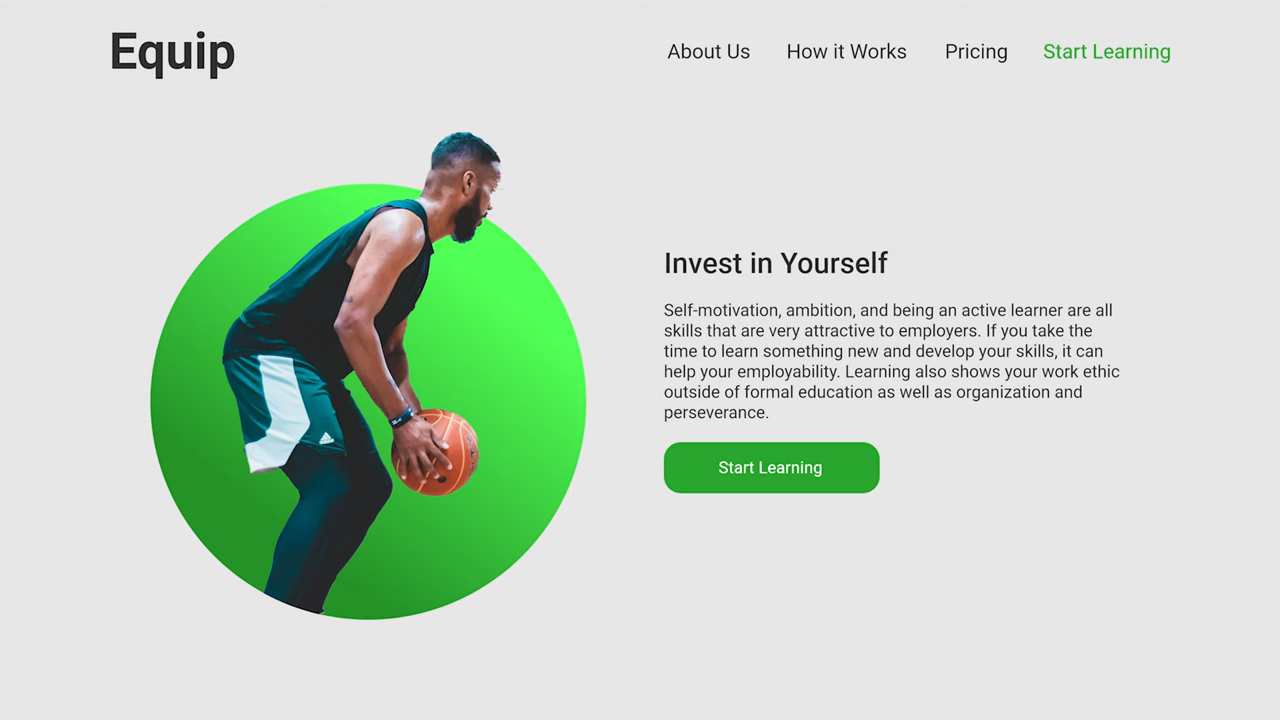 Equip
About Us
How it Works
Pricing
Start Learning
Invest in Yourself
Self-motivation, ambition, and being an active learner are all
skills that are very attractive to employers. If you take the
time to learn something new and develop your skills, it can
help your employability. Learning also shows your work ethic
outside of formal education as well as organization and
perseverance.
Start Learning